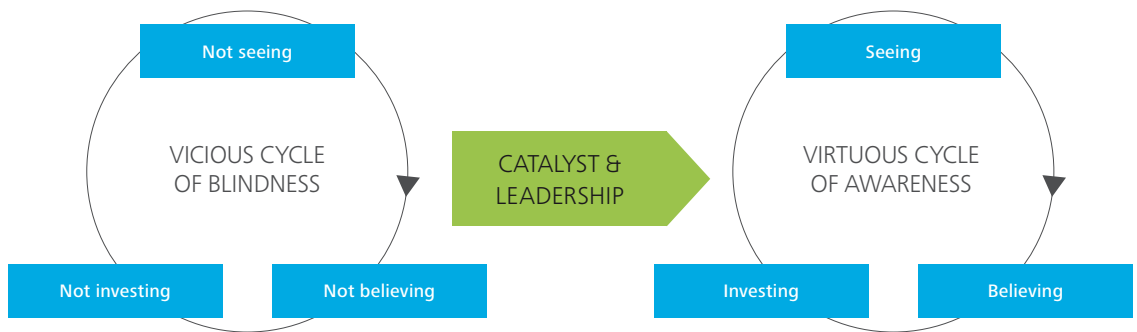 Not seeing
VICIOUS CYCLE
OF BLINDNESS
Not investing
Not believing
CATALYST &
LEADERSHIP
Seeing
VIRTUOUS CYCLE
OF AWARENESS
Investing
Believing